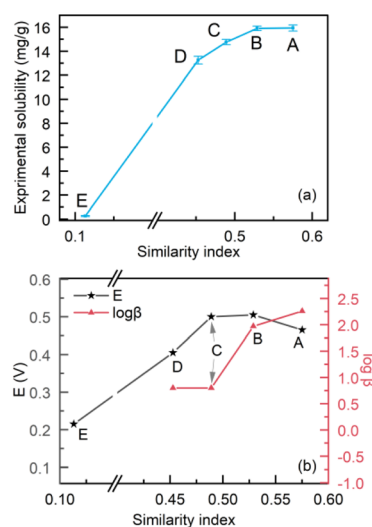 Exprimental solubility (mg/g)
16
14
12
10
8
6
4
2
0
E
D
C
B
A
(a)
0.1
0.5
0.6
Similarity index
E (V)
0.6
0.5
0.4
0.3
0.2
0.1
E
logβ
E
D
C
B
A
(b)
2.5
2.0
1.5
1.0
0.5
0.0
-0.5
-1.0
log β
0.10
0.45
0.50
0.55
0.60
Similarity index